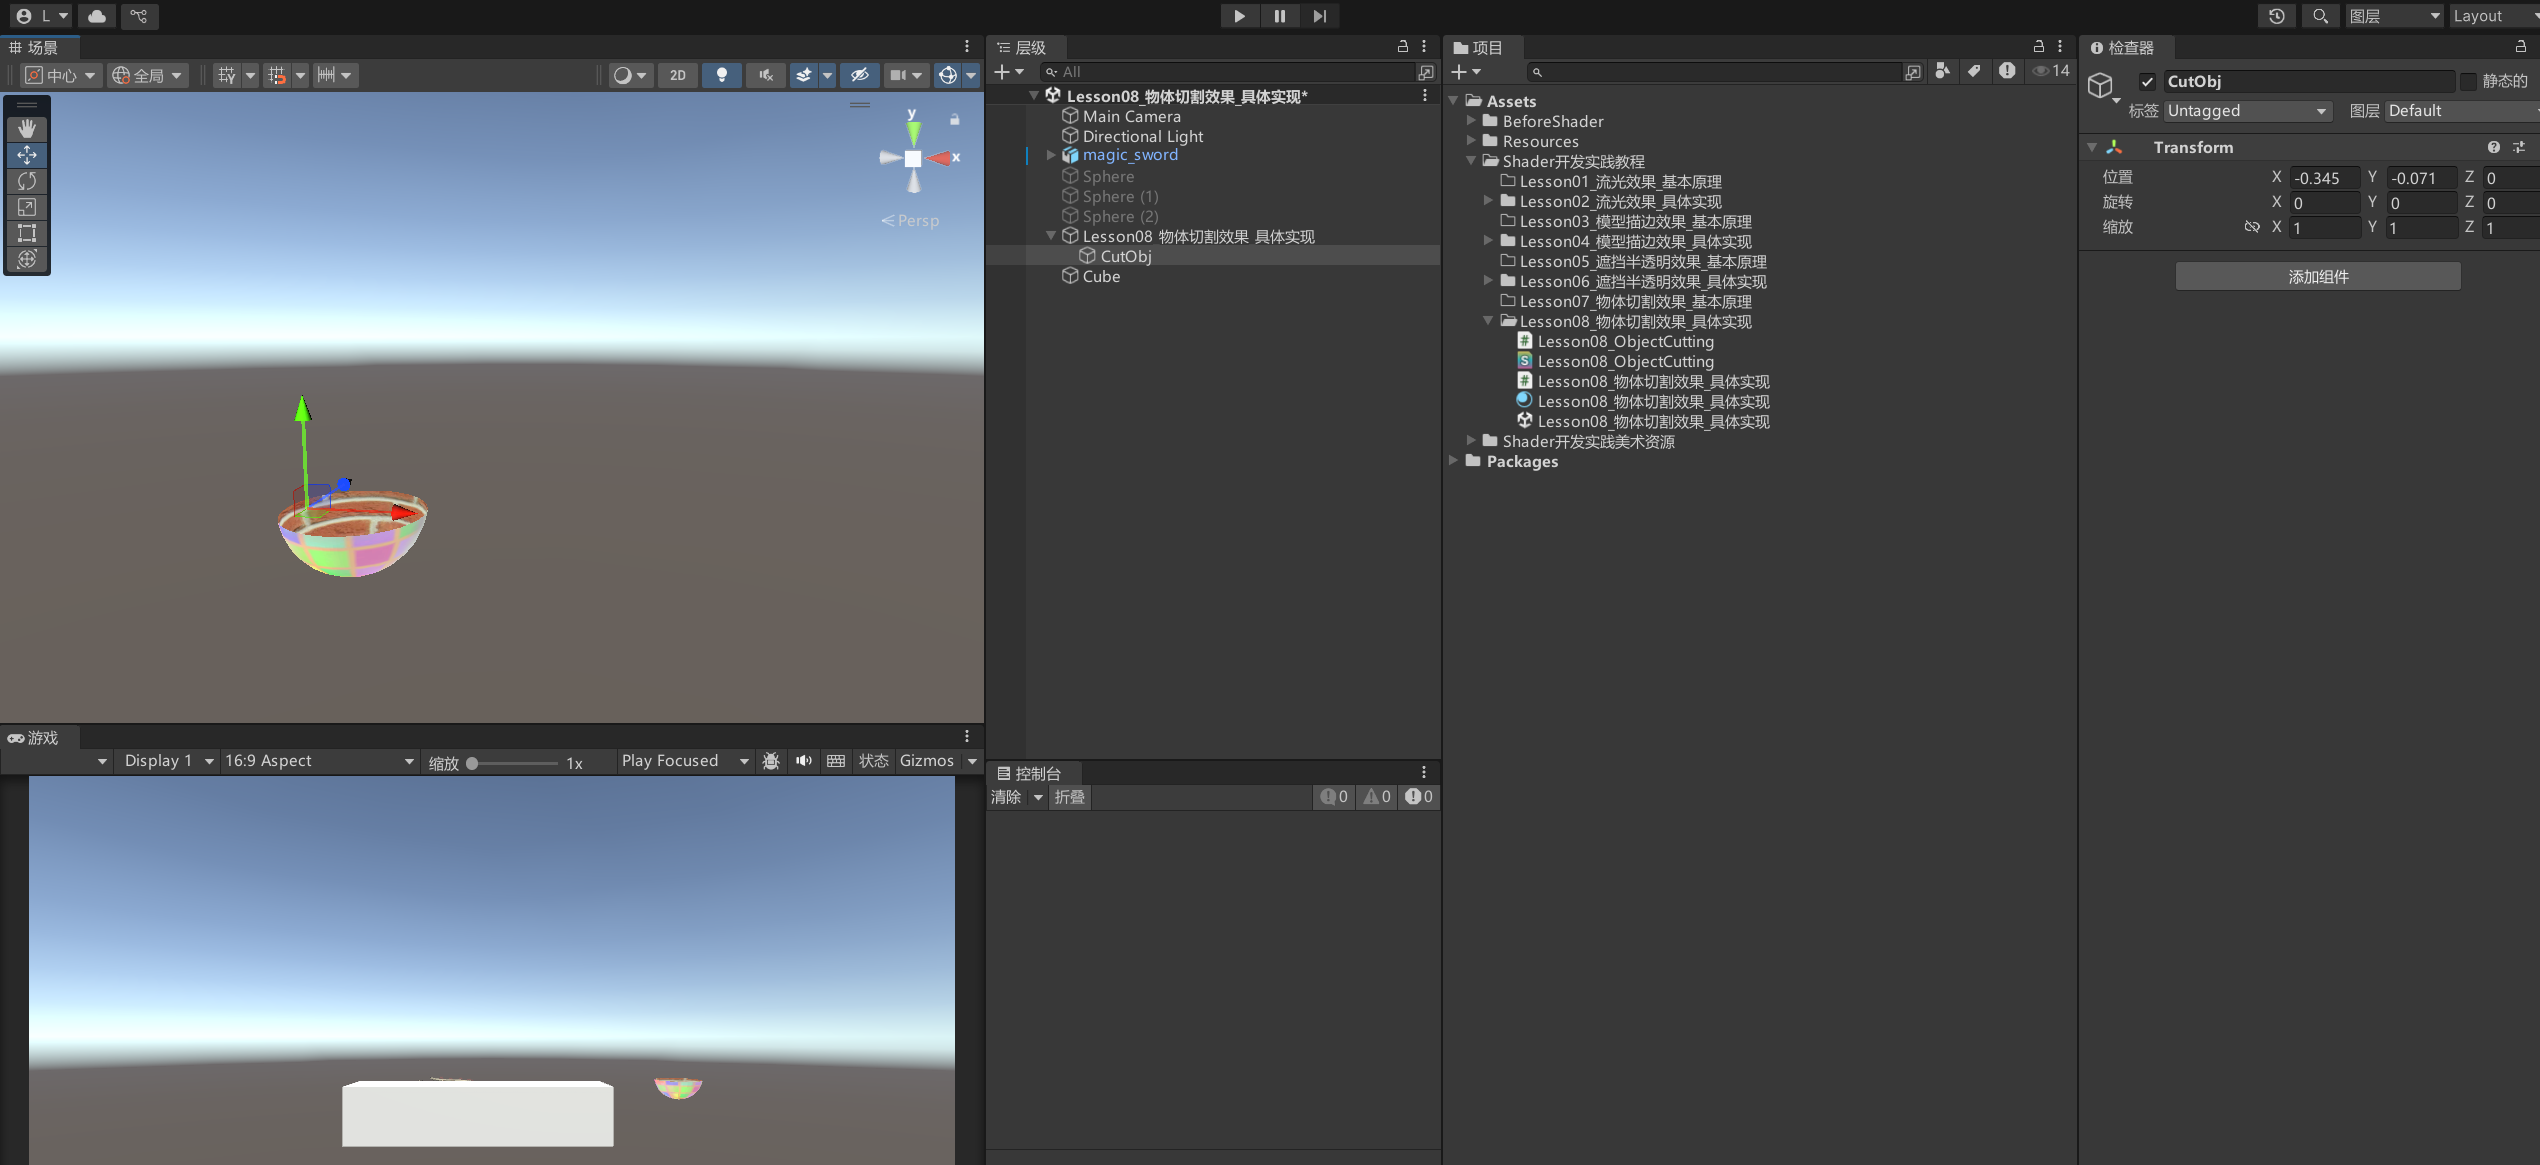 L
图层
Layout
场景
中心
全局
2D
y
x
Persp
层级
All
Lesson08_物体切割效果_具体实现*
Main Camera
Directional Light
magic_sword
Sphere
Sphere (1)
Sphere (2)
Lesson08_物体切割效果_具体实现
CutObj
Cube
项目
14
Assets
BeforeShader
Resources
Shader开发实践教程
Lesson01_流光效果_基本原理
Lesson02_流光效果_具体实现
Lesson03_模型描边效果_基本原理
Lesson04_模型描边效果_具体实现
Lesson05_遮挡半透明效果_基本原理
Lesson06_遮挡半透明效果_具体实现
Lesson07_物体切割效果_基本原理
Lesson08_物体切割效果_具体实现
Lesson08_ObjectCutting
Lesson08_ObjectCutting
Lesson08_物体切割效果_具体实现
Lesson08_物体切割效果_具体实现
Lesson08_物体切割效果_具体实现
Shader开发实践美术资源
Packages
检查器
CutObj
静态的
标签 Untagged
图层 Default
Transform
位置 X -0.345 Y -0.071 Z 0
旋转 X 0 Y 0 Z 0
缩放 X 1 Y 1 Z 1
添加组件
游戏
Display 1
16:9 Aspect
缩放 1x
Play Focused
状态
Gizmos
控制台
清除
折叠
0
0
0